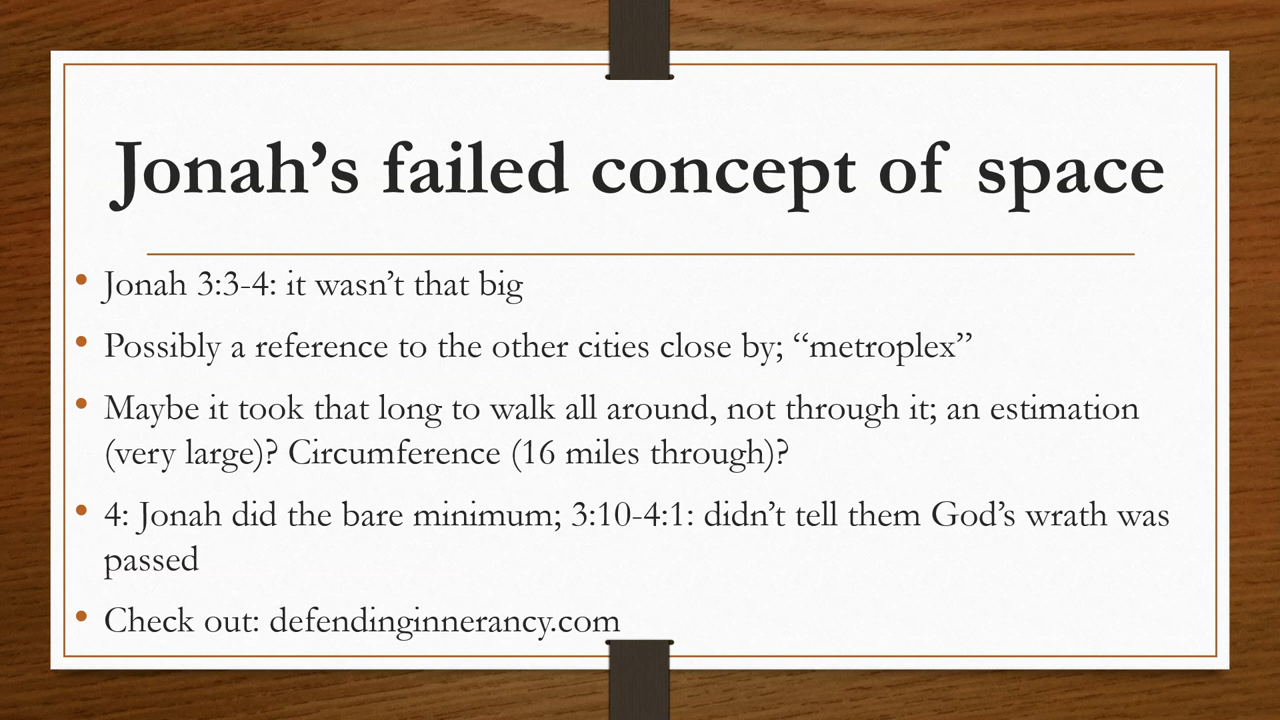 Jonah’s failed concept of space
• Jonah 3:3-4: it wasn’t that big
• Possibly a reference to the other cities close by; “metroplex”
• Maybe it took that long to walk all around, not through it; an estimation
(very large)? Circumference (16 miles through)?
• 4: Jonah did the bare minimum; 3:10-4:1: didn’t tell them God’s wrath was
passed
• Check out: defendinginnerancy.com